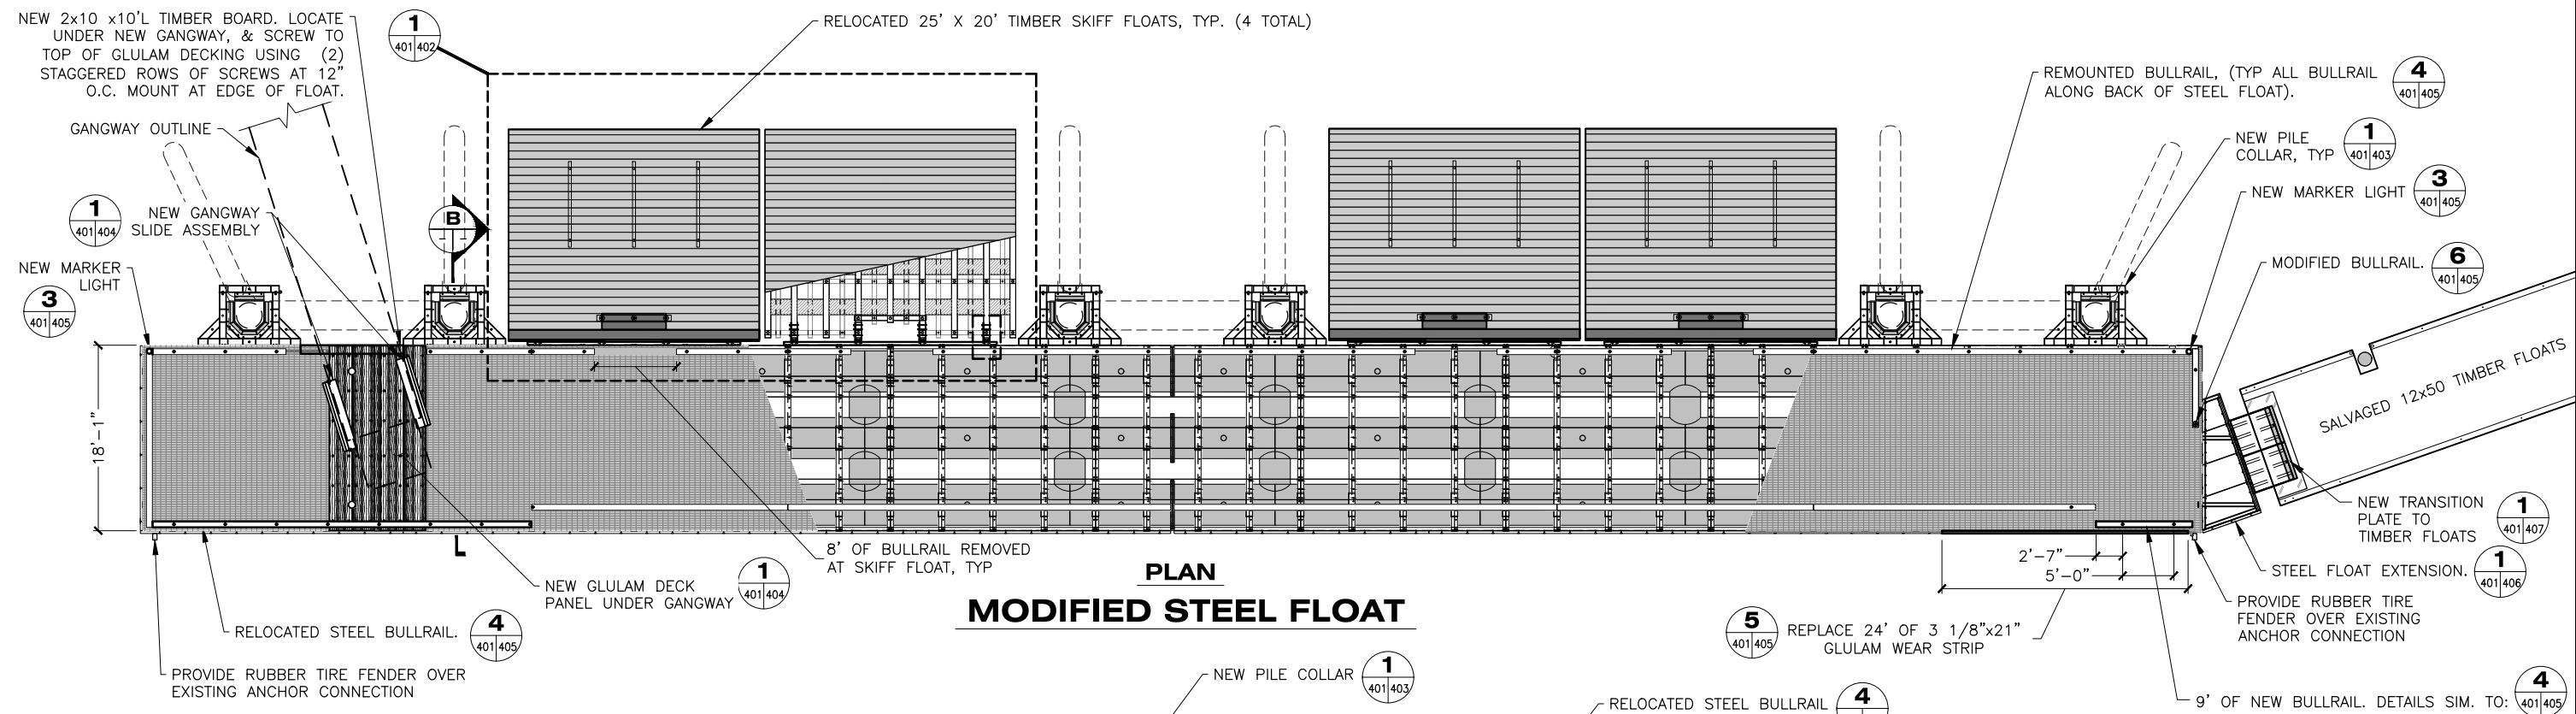 NEW 2x10 x10'L TIMBER BOARD. LOCATE
UNDER NEW GANGWAY, & SCREW TO
TOP OF GLULAM DECKING USING (2)
STAGGERED ROWS OF SCREWS AT 12"
O.C. MOUNT AT EDGE OF FLOAT.
1
401 402
RELOCATED 25' X 20' TIMBER SKIFF FLOATS, TYP. (4 TOTAL)
REMOUNTED BULLRAIL, (TYP ALL BULLRAIL
ALONG BACK OF STEEL FLOAT).
4
401 405
GANGWAY OUTLINE
NEW PILE
COLLAR, TYP
1
401 403
NEW MARKER LIGHT
3
401 405
1
401 404
NEW GANGWAY
SLIDE ASSEMBLY
B
NEW MARKER
LIGHT
3
401 405
MODIFIED BULLRAIL.
6
401 405
SALVAGED 12x50 TIMBER FLOATS
18'-1"
NEW TRANSITION
PLATE TO
TIMBER FLOATS
1
401 407
8' OF BULLRAIL REMOVED
AT SKIFF FLOAT, TYP
2'-7"
5'-0"
STEEL FLOAT EXTENSION.
1
401 406
NEW GLULAM DECK
PANEL UNDER GANGWAY
1
401 404
PLAN
MODIFIED STEEL FLOAT
PROVIDE RUBBER TIRE
FENDER OVER EXISTING
ANCHOR CONNECTION
RELOCATED STEEL BULLRAIL.
4
401 405
5
401 405
REPLACE 24' OF 3 1/8"x21"
GLULAM WEAR STRIP
PROVIDE RUBBER TIRE FENDER OVER
EXISTING ANCHOR CONNECTION
NEW PILE COLLAR
1
401 403
RELOCATED STEEL BULLRAIL
4
9' OF NEW BULLRAIL. DETAILS SIM. TO:
4
401 405